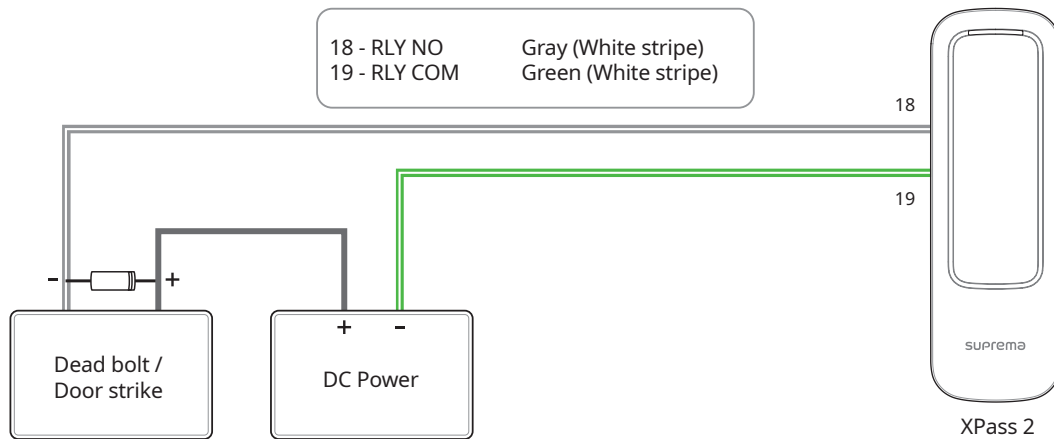 18 - RLY NO Gray (White stripe)
19 - RLY COM Green (White stripe)
18
19
- +
+ -
Dead bolt /
Door strike
DC Power
suprema
XPass 2